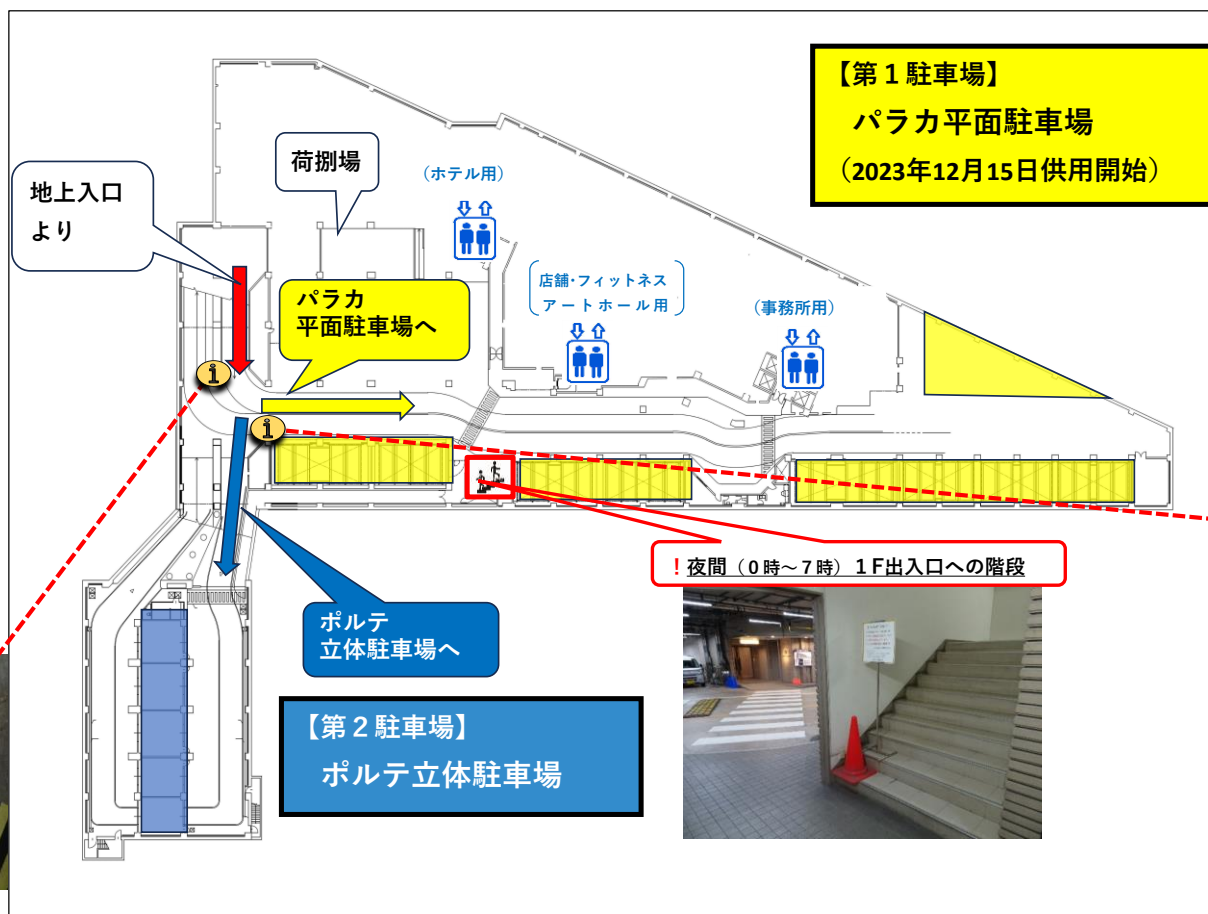 【第１駐車場】
パラカ平面駐車場
（2023年12月15日供用開始）
地上入口
より
荷捌場
（ホテル用）
店舗・フィットネス
アートホール用
（事務所用）
パラカ
平面駐車場へ
i
i
！夜間（０時～７時）１F出入口への階段
ポルテ
立体駐車場へ
【第２駐車場】
ポルテ立体駐車場